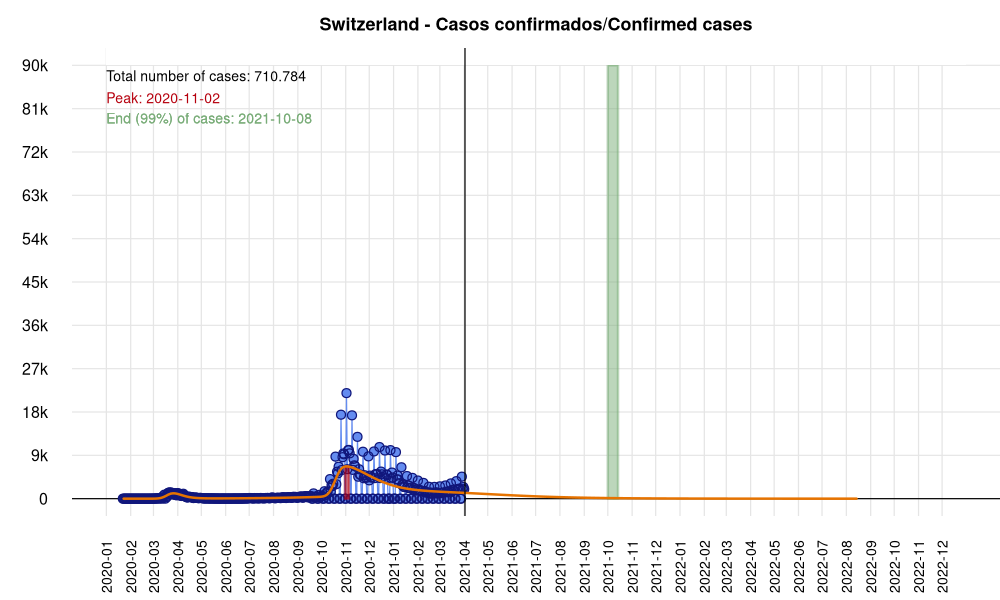 Switzerland - Casos confirmados/Confirmed cases
90k
81k
72k
63k
54k
45k
36k
27k
18k
9k
0
Total number of cases: 710.784
Peak: 2020-11-02
End (99%) of cases: 2021-10-08
2020-01
2020-02
2020-03
2020-04
2020-05
2020-06
2020-07
2020-08
2020-09
2020-10
2020-11
2020-12
2021-01
2021-02
2021-03
2021-04
2021-05
2021-06
2021-07
2021-08
2021-09
2021-10
2021-11
2021-12
2022-01
2022-02
2022-03
2022-04
2022-05
2022-06
2022-07
2022-08
2022-09
2022-10
2022-11
2022-12